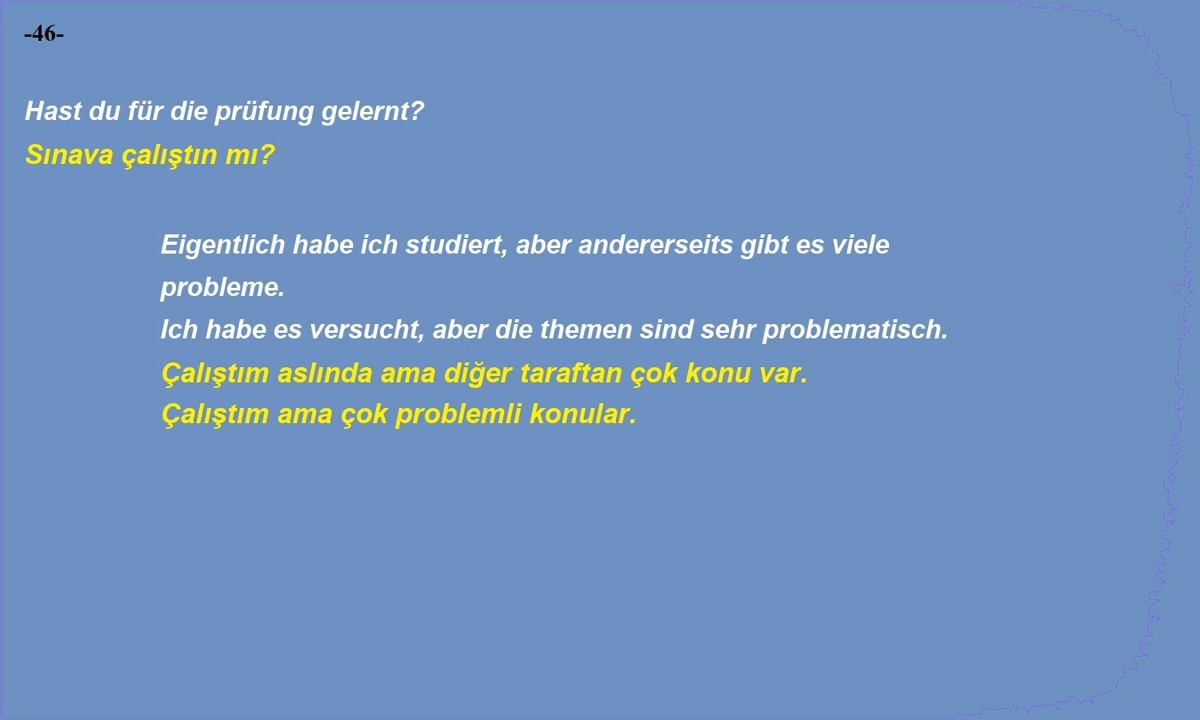 -46-
Hast du für die prüfung gelernt?
Sınava çalıştın mı?
Eigentlich habe ich studiert, aber andererseits gibt es viele
probleme.
Ich habe es versucht, aber die themen sind sehr problematisch.
Çalıştım aslında ama diğer taraftan çok konu var.
Çalıştım ama çok problemli konular.